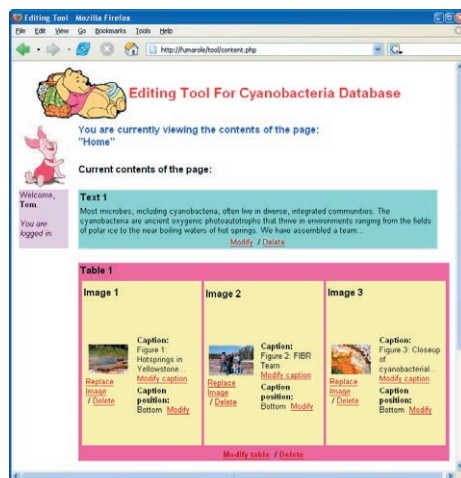 Editing Tool - Mozilla Firefox
File Edit View Go Bookmarks Tools Help
http://fumarole/tool/content.php
Editing Tool For Cyanobacteria Database
You are currently viewing the contents of the page:
"Home"
Current contents of the page:
Welcome,
Tom.
You are
logged in.
Text 1
Most microbes, including cyanobacteria, often live in diverse, integrated communities. The
cyanobacteria are ancient oxygenic photoautotrophs that thrive in environments ranging from the fields
of polar ice to the near boiling waters of hot springs. We have assembled a team...
Modify / Delete
Table 1
Image 1
Caption:
Figure 1:
Hotsprings in
Yellowstone...
Modify caption
Caption
position:
Bottom Modify
Replace
Image
/ Delete
Image 2
Caption:
Figure 2: FIBR
Team
Modify caption
Caption
position:
Bottom Modify
Replace
Image
/ Delete
Image 3
Caption:
Figure 3: Closeup
of
cyanobacterial...
Modify caption
Caption
position:
Bottom Modify
Replace
Image
/ Delete
Modify table / Delete